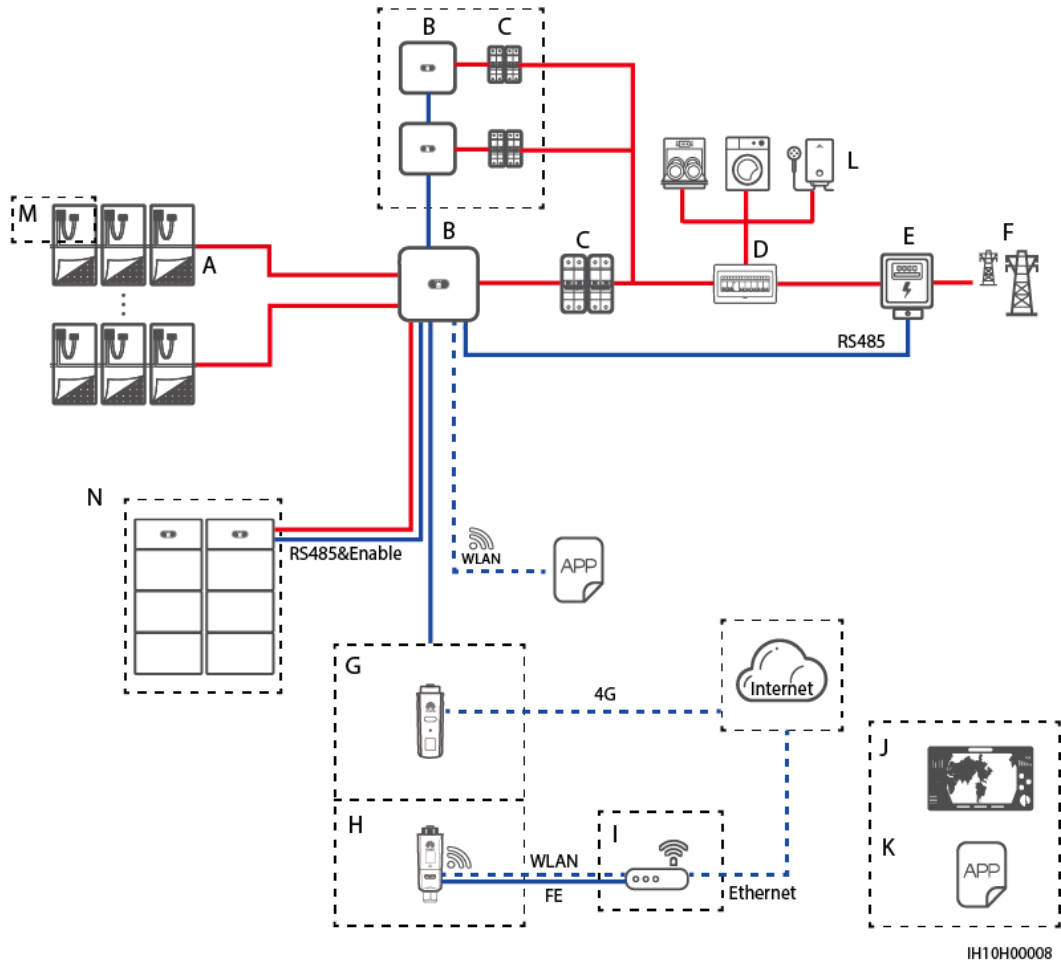 B
C
L
M
B
F
C
D
E
A
RS485
N
RS485&Enable
WLAN
APP
G
Internet
4G
J
H
I
K
WLAN
APP
FE
Ethernet
IH10H00008